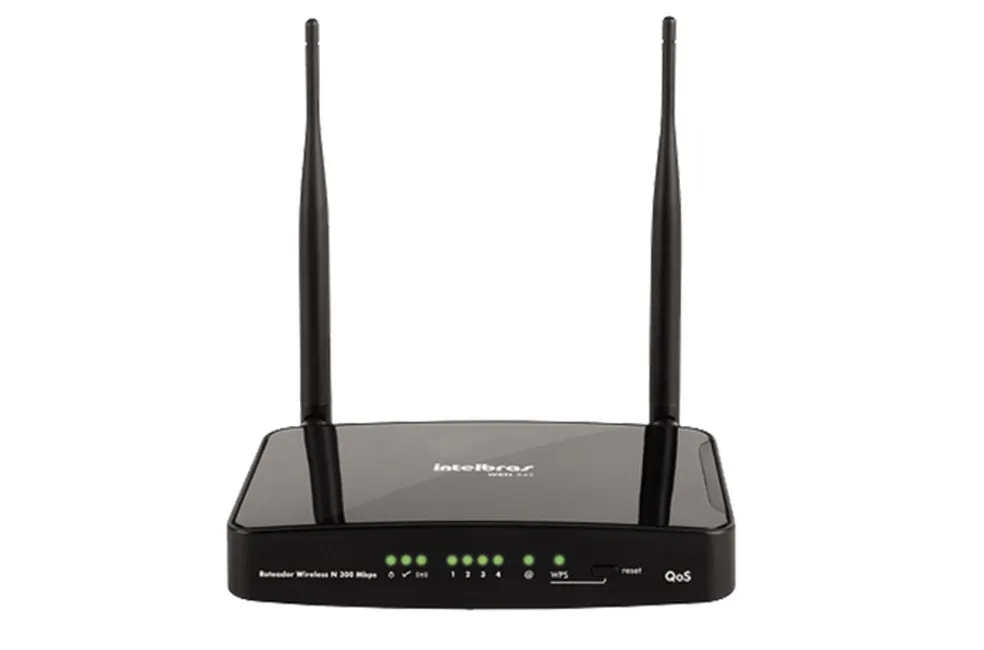 intelbras
Roteador Wireless N 300 Mbps
1 2 3 4 @ WPS
reset
QoS